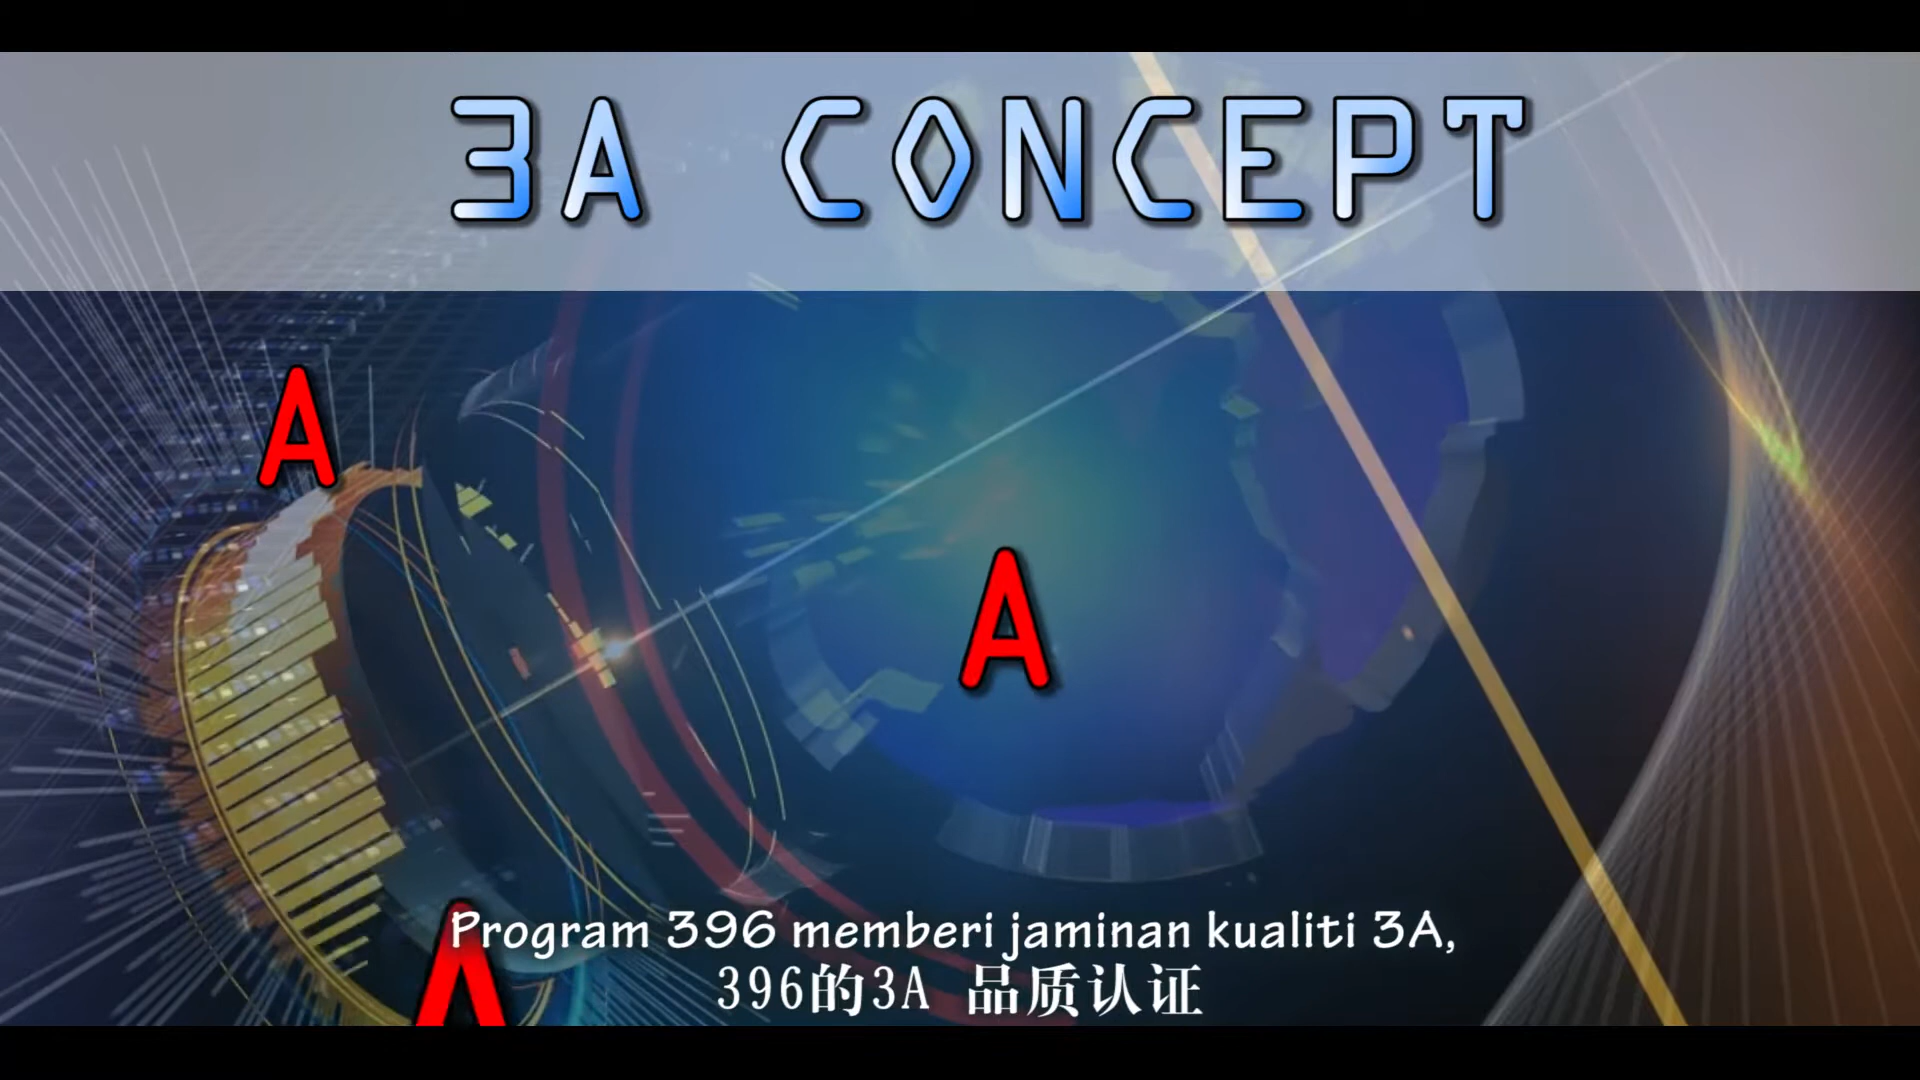 3A CONCEPT
A
A
A
Program 396 memberi jaminan kualiti 3A,
396的3A 品质认证